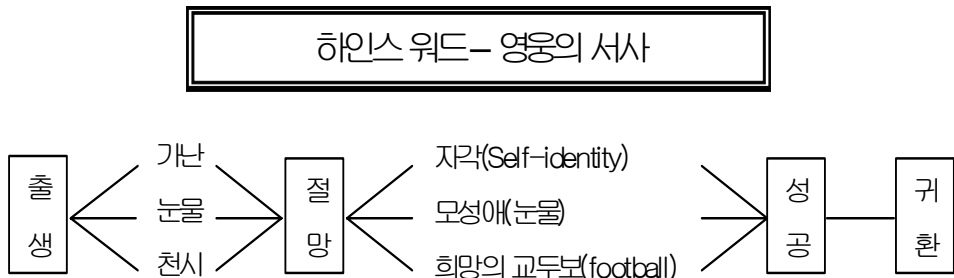 하인스 워드- 영웅의 서사
출생
가난
눈물
천시
절망
자각(Self-identity)
모성애(눈물)
희망의 교두보(football)
성공
귀환